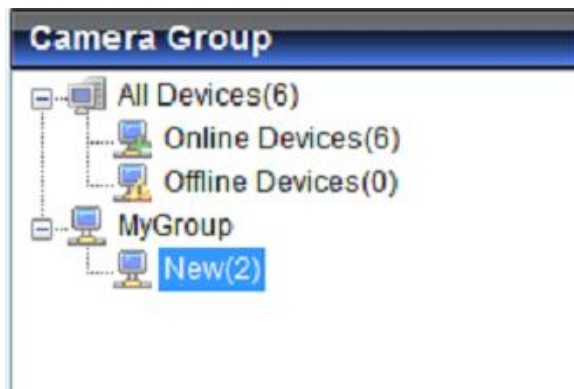 Camera Group
All Devices(6)
Online Devices(6)
Offline Devices(0)
MyGroup
New(2)